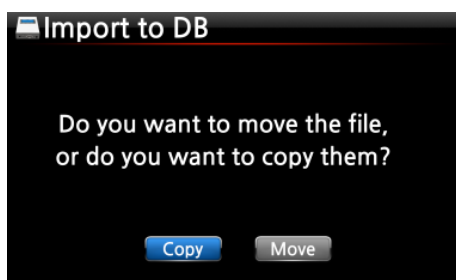 Import to DB
Do you want to move the file,
or do you want to copy them?
Copy Move